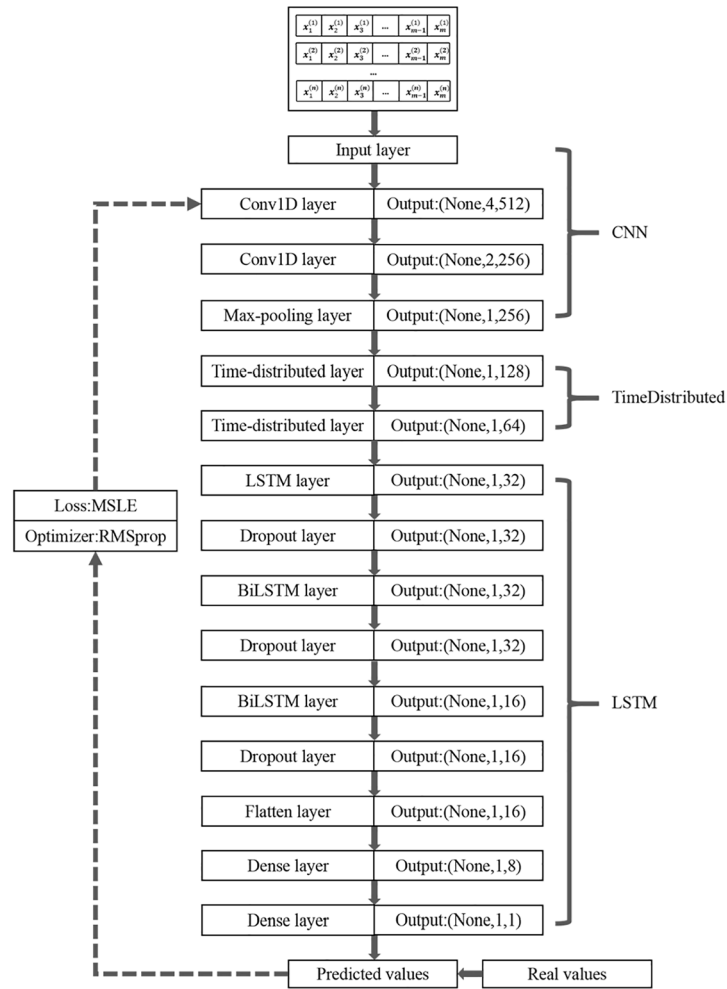 x₁⁽¹⁾ x₂⁽¹⁾ x₃⁽¹⁾ ... xₘ₋₁⁽¹⁾ xₘ⁽¹⁾
x₁⁽²⁾ x₂⁽²⁾ x₃⁽²⁾ ... xₘ₋₁⁽²⁾ xₘ⁽²⁾
...
x₁⁽ⁿ⁾ x₂⁽ⁿ⁾ x₃⁽ⁿ⁾ ... xₘ₋₁⁽ⁿ⁾ xₘ⁽ⁿ⁾
Input layer
Conv1D layer Output:(None,4,512)
CNN
Conv1D layer Output:(None,2,256)
Max-pooling layer Output:(None,1,256)
Time-distributed layer Output:(None,1,128)
TimeDistributed
Time-distributed layer Output:(None,1,64)
LSTM layer Output:(None,1,32)
Loss:MSLE
Optimizer:RMSprop
Dropout layer Output:(None,1,32)
BiLSTM layer Output:(None,1,32)
Dropout layer Output:(None,1,32)
BiLSTM layer Output:(None,1,16)
LSTM
Dropout layer Output:(None,1,16)
Flatten layer Output:(None,1,16)
Dense layer Output:(None,1,8)
Dense layer Output:(None,1,1)
Predicted values Real values